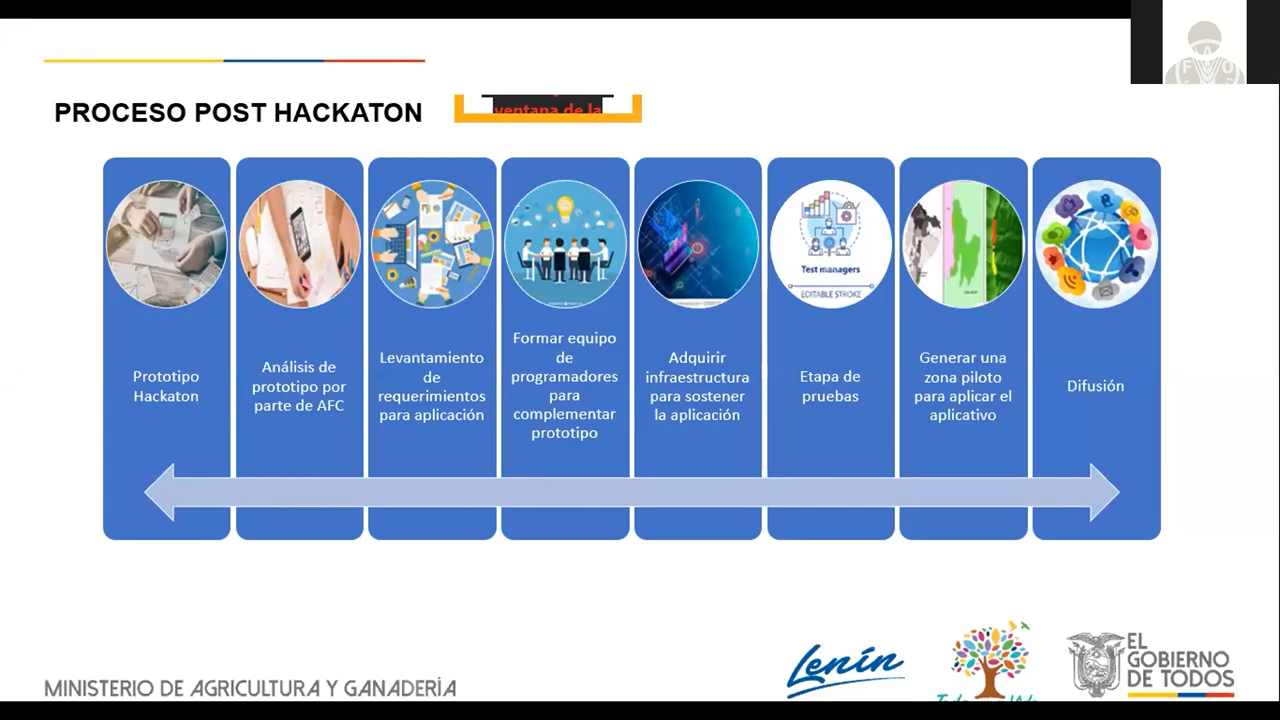 PROCESO POST HACKATON
ventana de la
Test managers
EDITABLE STROKE
Prototipo
Hackaton
Análisis de
prototipo por
parte de AFC
Levantamiento
de
requerimientos
para aplicación
Formar equipo
de
programadores
para
complementar
prototipo
Adquirir
infraestructura
para sostener
la aplicación
Etapa de
pruebas
Generar una
zona piloto
para aplicar el
aplicativo
Difusión
MINISTERIO DE AGRICULTURA Y GANADERÍA
Lenín
EL
GOBIERNO
DE TODOS